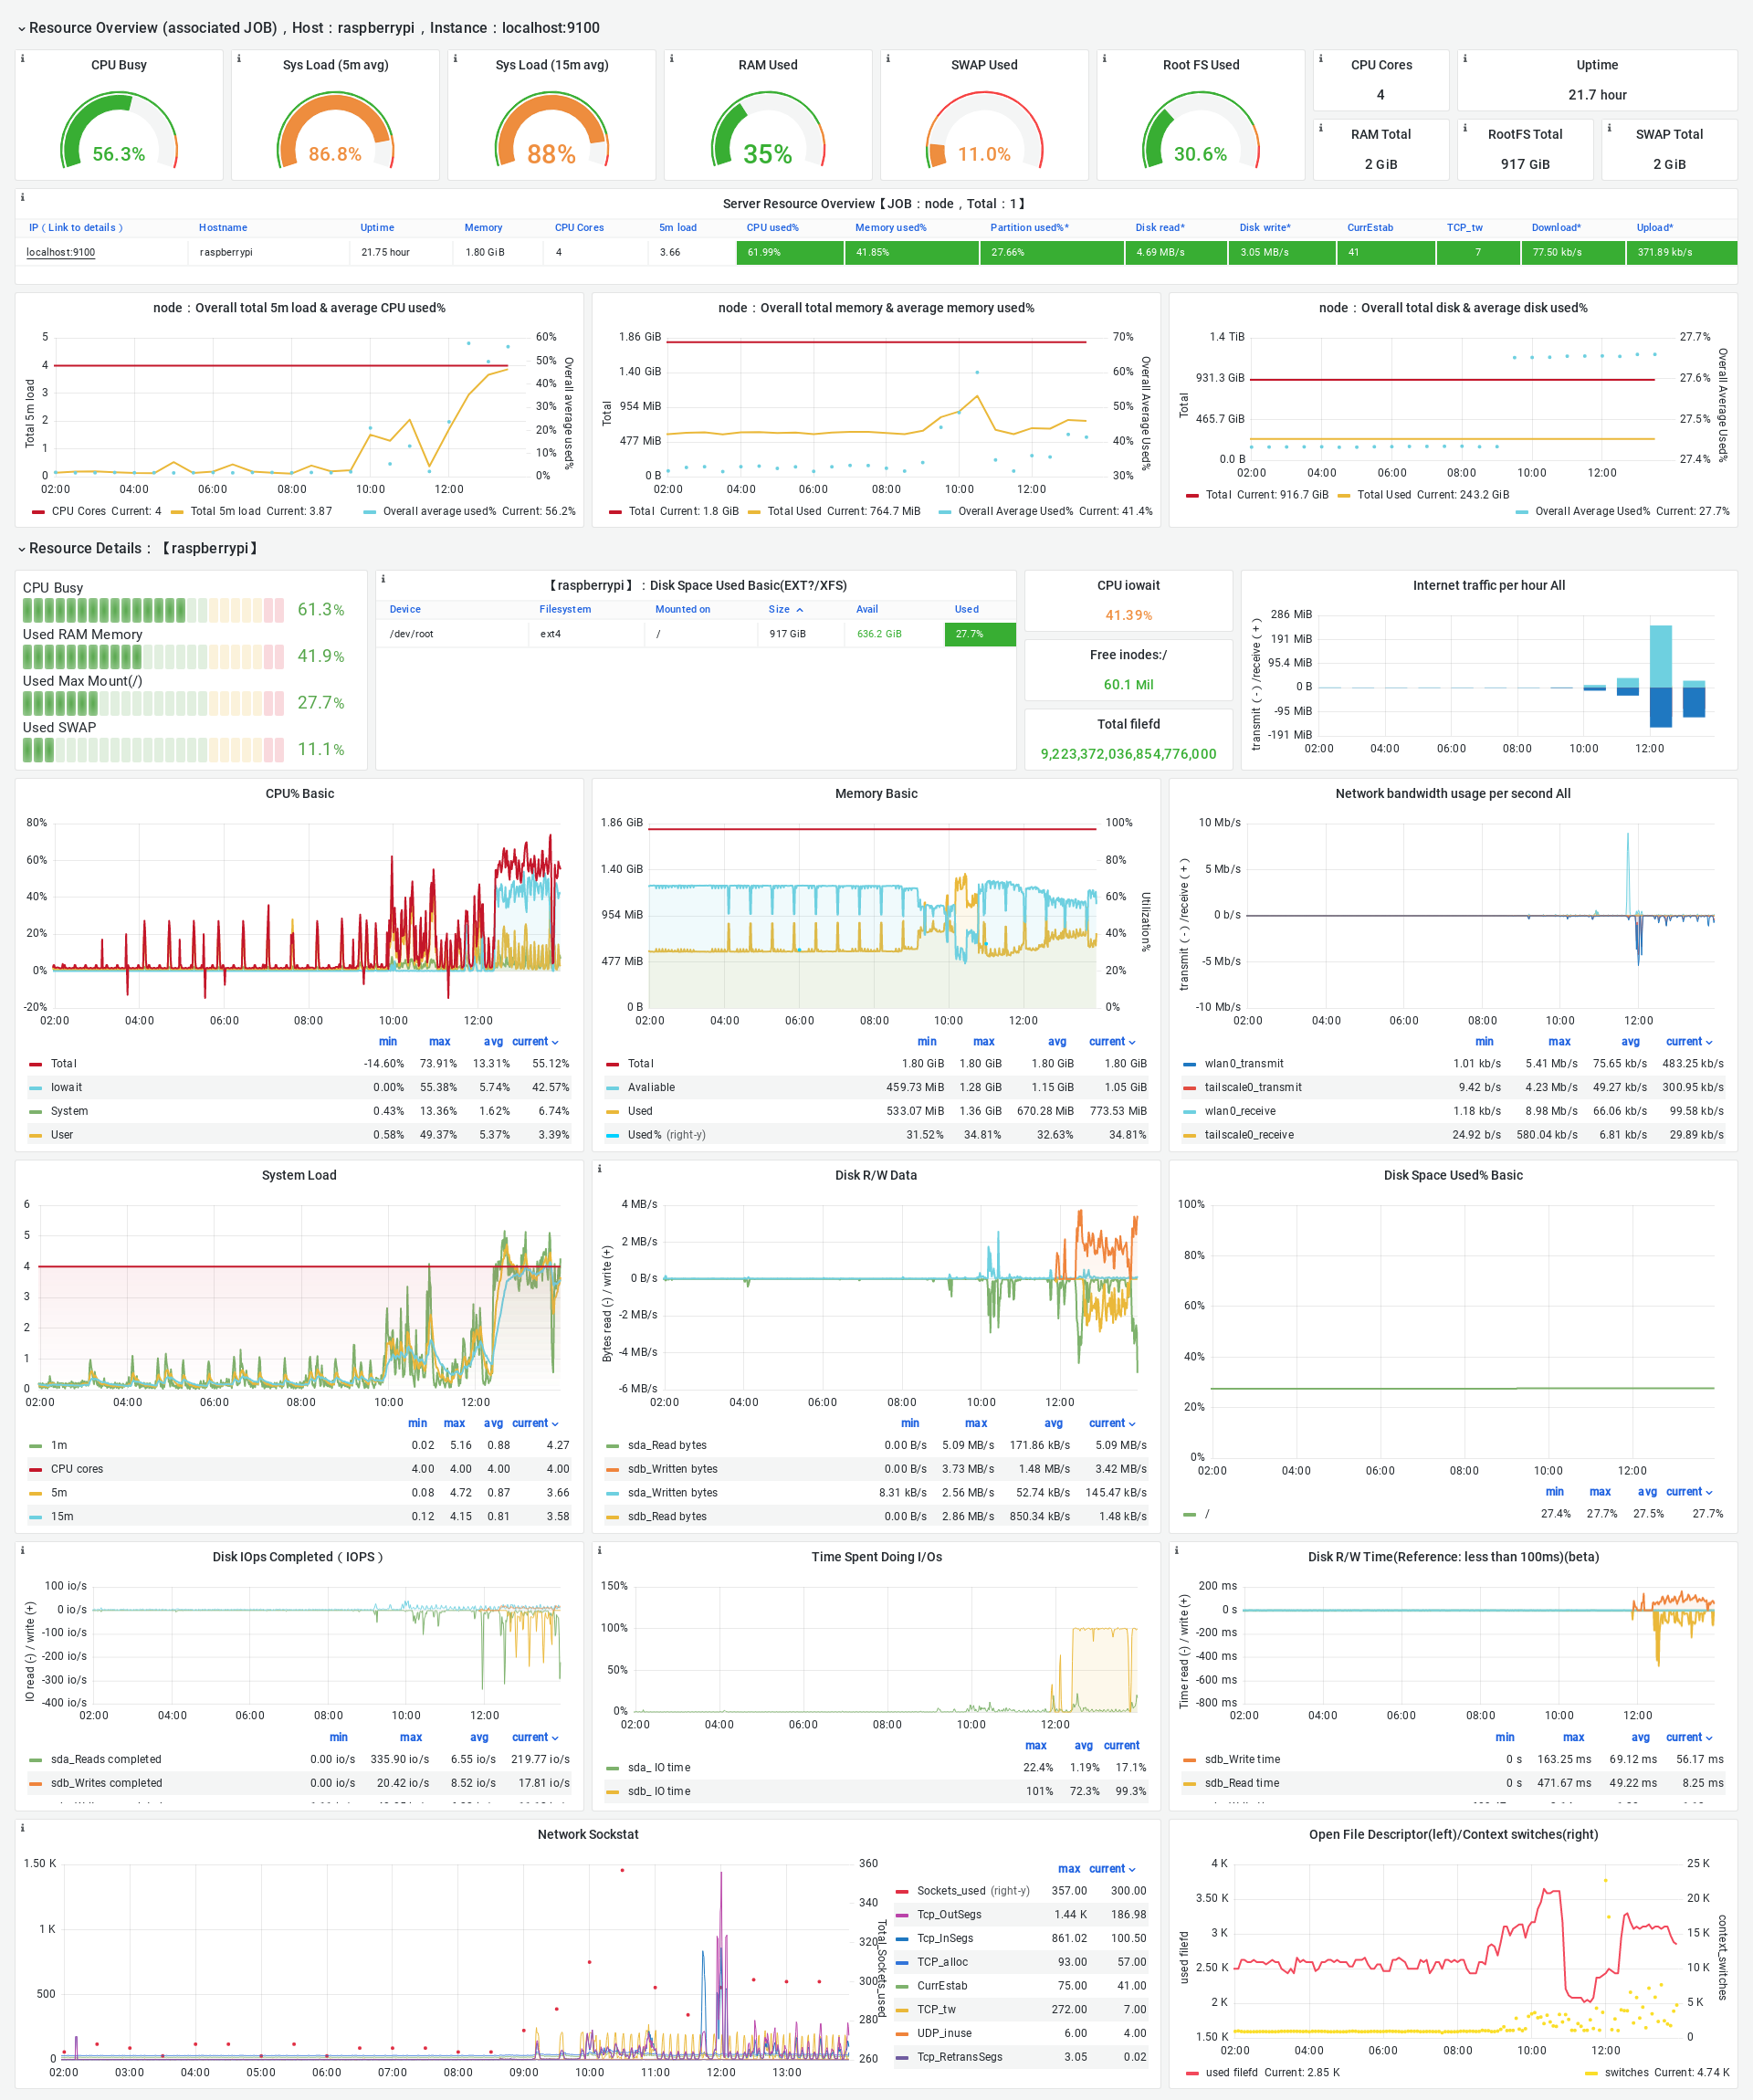 Resource Overview (associated JOB)，Host：raspberrypi，Instance：localhost:9100
CPU Busy
56.3%
Sys Load (5m avg)
86.8%
Sys Load (15m avg)
88%
RAM Used
35%
SWAP Used
11.0%
Root FS Used
30.6%
CPU Cores
4
Uptime
21.7 hour
RAM Total
2 GiB
RootFS Total
917 GiB
SWAP Total
2 GiB
Server Resource Overview【JOB：node，Total：1】
IP（Link to details） Hostname Uptime Memory CPU Cores 5m load CPU used% Memory used% Partition used%* Disk read* Disk write* CurrEstab TCP_tw Download* Upload*
localhost:9100 raspberrypi 21.75 hour 1.80 GiB 4 3.66 61.99% 41.85% 27.66% 4.69 MB/s 3.05 MB/s 41 7 77.50 kb/s 371.89 kb/s
node：Overall total 5m load & average CPU used%
Total 5m load
5
4
3
2
1
0
60%
50%
40%
30%
20%
10%
0%
Overall average used%
02:00 04:00 06:00 08:00 10:00 12:00
CPU Cores Current: 4 Total 5m load Current: 3.87 Overall average used% Current: 56.2%
node：Overall total memory & average memory used%
Total
1.86 GiB
1.40 GiB
954 MiB
477 MiB
0 B
70%
60%
50%
40%
30%
Overall Average Used%
02:00 04:00 06:00 08:00 10:00 12:00
Total Current: 1.8 GiB Total Used Current: 764.7 MiB Overall Average Used% Current: 41.4%
node：Overall total disk & average disk used%
Total
1.4 TiB
931.3 GiB
465.7 GiB
0.0 B
27.7%
27.6%
27.5%
27.4%
Overall Average Used%
02:00 04:00 06:00 08:00 10:00 12:00
Total Current: 916.7 GiB Total Used Current: 243.2 GiB
Overall Average Used% Current: 27.7%
Resource Details：【raspberrypi】
CPU Busy
61.3%
Used RAM Memory
41.9%
Used Max Mount(/)
27.7%
Used SWAP
11.1%
【raspberrypi】：Disk Space Used Basic(EXT?/XFS)
Device Filesystem Mounted on Size Avail Used
/dev/root ext4 / 917 GiB 636.2 GiB 27.7%
CPU iowait
41.39%
Free inodes:/
60.1 Mil
Total filefd
9,223,372,036,854,776,000
Internet traffic per hour All
transmit（-）/receive（+）
286 MiB
191 MiB
95.4 MiB
0 B
-95 MiB
-191 MiB
02:00 04:00 06:00 08:00 10:00 12:00
CPU% Basic
80%
60%
40%
20%
0%
-20%
02:00 04:00 06:00 08:00 10:00 12:00
min max avg current
Total -14.60% 73.91% 13.31% 55.12%
Iowait 0.00% 55.38% 5.74% 42.57%
System 0.43% 13.36% 1.62% 6.74%
User 0.58% 49.37% 5.37% 3.39%
Memory Basic
1.86 GiB
1.40 GiB
954 MiB
477 MiB
0 B
100%
80%
60%
40%
20%
0%
Utilization%
02:00 04:00 06:00 08:00 10:00 12:00
min max avg current
Total 1.80 GiB 1.80 GiB 1.80 GiB 1.80 GiB
Avaliable 459.73 MiB 1.28 GiB 1.15 GiB 1.05 GiB
Used 533.07 MiB 1.36 GiB 670.28 MiB 773.53 MiB
Used% (right-y) 31.52% 34.81% 32.63% 34.81%
Network bandwidth usage per second All
transmit（-）/receive（+）
10 Mb/s
5 Mb/s
0 b/s
-5 Mb/s
-10 Mb/s
02:00 04:00 06:00 08:00 10:00 12:00
min max avg current
wlan0_transmit 1.01 kb/s 5.41 Mb/s 75.65 kb/s 483.25 kb/s
tailscale0_transmit 9.42 b/s 4.23 Mb/s 49.27 kb/s 300.95 kb/s
wlan0_receive 1.18 kb/s 8.98 Mb/s 66.06 kb/s 99.58 kb/s
tailscale0_receive 24.92 b/s 580.04 kb/s 6.81 kb/s 29.89 kb/s
System Load
6
5
4
3
2
1
0
02:00 04:00 06:00 08:00 10:00 12:00
min max avg current
1m 0.02 5.16 0.88 4.27
CPU cores 4.00 4.00 4.00 4.00
5m 0.08 4.72 0.87 3.66
15m 0.12 4.15 0.81 3.58
Disk R/W Data
Bytes read (-) / write (+)
4 MB/s
2 MB/s
0 B/s
-2 MB/s
-4 MB/s
-6 MB/s
02:00 04:00 06:00 08:00 10:00 12:00
min max avg current
sda_Read bytes 0.00 B/s 5.09 MB/s 171.86 kB/s 5.09 MB/s
sdb_Written bytes 0.00 B/s 3.73 MB/s 1.48 MB/s 3.42 MB/s
sda_Written bytes 8.31 kB/s 2.56 MB/s 52.74 kB/s 145.47 kB/s
sdb_Read bytes 0.00 B/s 2.86 MB/s 850.34 kB/s 1.48 kB/s
Disk Space Used% Basic
100%
80%
60%
40%
20%
0%
02:00 04:00 06:00 08:00 10:00 12:00
min max avg current
/ 27.4% 27.7% 27.5% 27.7%
Disk IOps Completed（IOPS）
IO read (-) / write (+)
100 io/s
0 io/s
-100 io/s
-200 io/s
-300 io/s
-400 io/s
02:00 04:00 06:00 08:00 10:00 12:00
min max avg current
sda_Reads completed 0.00 io/s 335.90 io/s 6.55 io/s 219.77 io/s
sdb_Writes completed 0.00 io/s 20.42 io/s 8.52 io/s 17.81 io/s
Time Spent Doing I/Os
150%
100%
50%
0%
02:00 04:00 06:00 08:00 10:00 12:00
max avg current
sda_ IO time 22.4% 1.19% 17.1%
sdb_ IO time 101% 72.3% 99.3%
Disk R/W Time(Reference: less than 100ms)(beta)
Time read (-) / write (+)
200 ms
0 s
-200 ms
-400 ms
-600 ms
-800 ms
02:00 04:00 06:00 08:00 10:00 12:00
min max avg current
sdb_Write time 0 s 163.25 ms 69.12 ms 56.17 ms
sdb_Read time 0 s 471.67 ms 49.22 ms 8.25 ms
Network Sockstat
1.50 K
1 K
500
0
360
340
320
300
280
260
Total_Sockets_used
02:00 03:00 04:00 05:00 06:00 07:00 08:00 09:00 10:00 11:00 12:00 13:00
max current
Sockets_used (right-y) 357.00 300.00
Tcp_OutSegs 1.44 K 186.98
Tcp_InSegs 861.02 100.50
TCP_alloc 93.00 57.00
CurrEstab 75.00 41.00
TCP_tw 272.00 7.00
UDP_inuse 6.00 4.00
Tcp_RetransSegs 3.05 0.02
Open File Descriptor(left)/Context switches(right)
used filefd
4 K
3.50 K
3 K
2.50 K
2 K
1.50 K
25 K
20 K
15 K
10 K
5 K
0
context_switches
02:00 04:00 06:00 08:00 10:00 12:00
used filefd Current: 2.85 K switches Current: 4.74 K